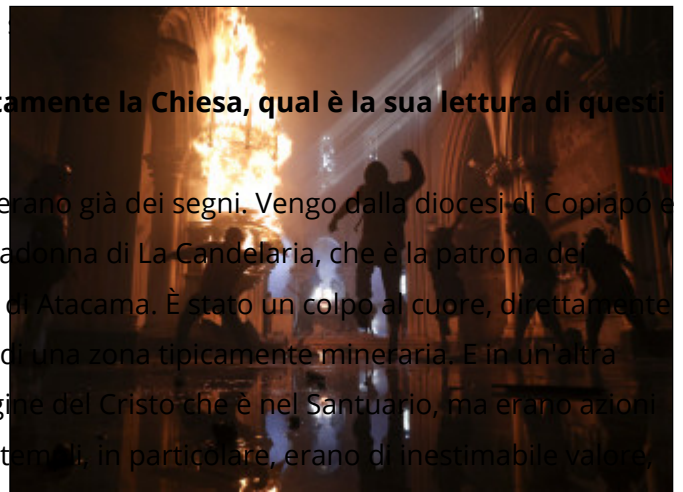 tamente la Chiesa, qual è la sua lettura di questi
erano già dei segni. Vengo dalla diocesi di Copiapó e
adonna di La Candelaria, che è la patrona dei
di Atacama. È stato un colpo al cuore, direttamente
di una zona tipicamente mineraria. E in un'altra
gine del Cristo che è nel Santuario, ma erano azioni
templi, in particolare, erano di inestimabile valore,